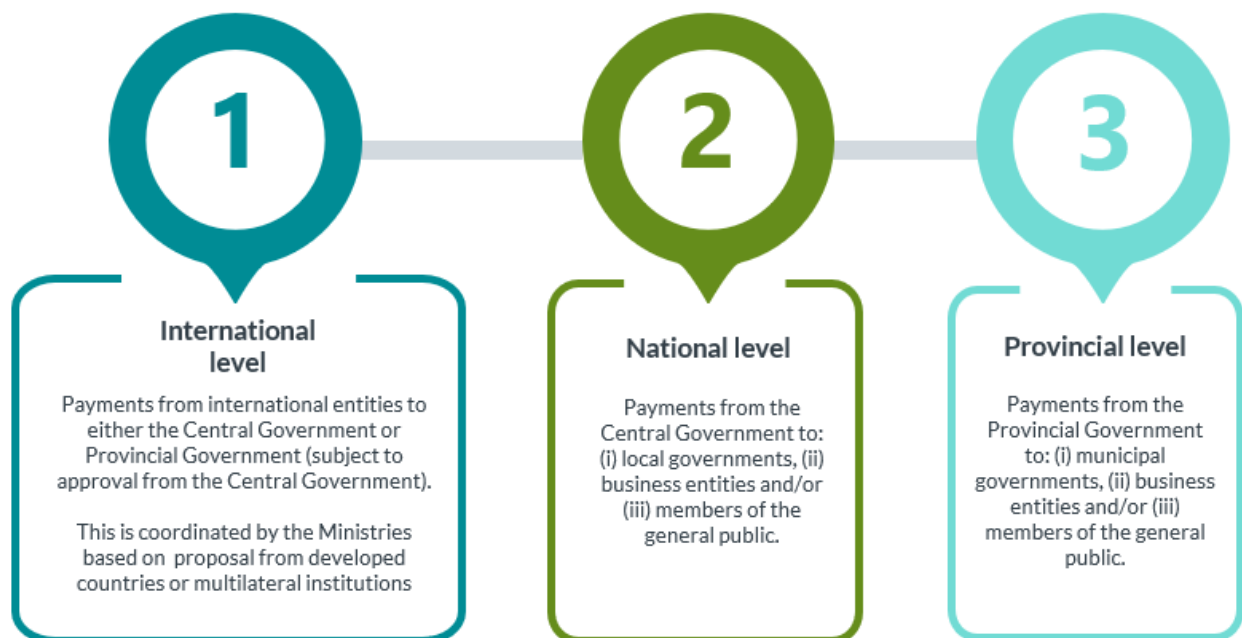 1
International
level
Payments from international entities to
either the Central Government or
Provincial Government (subject to
approval from the Central Government).
This is coordinated by the Ministries
based on  proposal from developed
countries or multilateral institutions
2
National level
Payments from the
Central Government to:
(i) local governments, (ii)
business entities and/or
(iii) members of the
general public.
3
Provincial level
Payments from the
Provincial Government
to: (i) municipal
governments, (ii) business
entities and/or (iii)
members of the general
public.